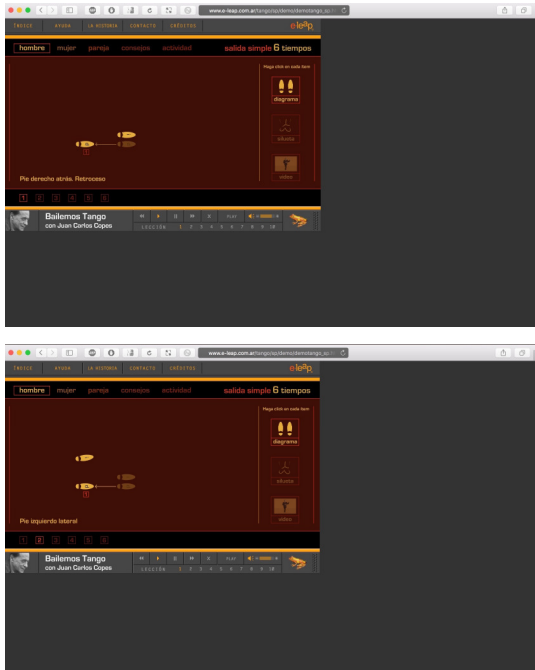 www.e-leap.com.ar/tango/sp/demo/demotango_sp
ÍNDICE AYUDA LA HISTORIA CONTACTO CRÉDITOS e leap
hombre mujer pareja consejos actividad salida simple 6 tiempos
Haga click en cada ítem
diagrama
silueta
video
1
Pie derecho atrás. Retroceso
1 2 3 4 5 6
Bailemos Tango
con Juan Carlos Copes
PLAY
LECCIÓN 1 2 3 4 5 6 7 8 9 10
www.e-leap.com.ar/tango/sp/demo/demotango_sp
ÍNDICE AYUDA LA HISTORIA CONTACTO CRÉDITOS e leap
hombre mujer pareja consejos actividad salida simple 6 tiempos
Haga click en cada ítem
diagrama
silueta
video
1
Pie izquierdo lateral
1 2 3 4 5 6
Bailemos Tango
con Juan Carlos Copes
PLAY
LECCIÓN 1 2 3 4 5 6 7 8 9 10